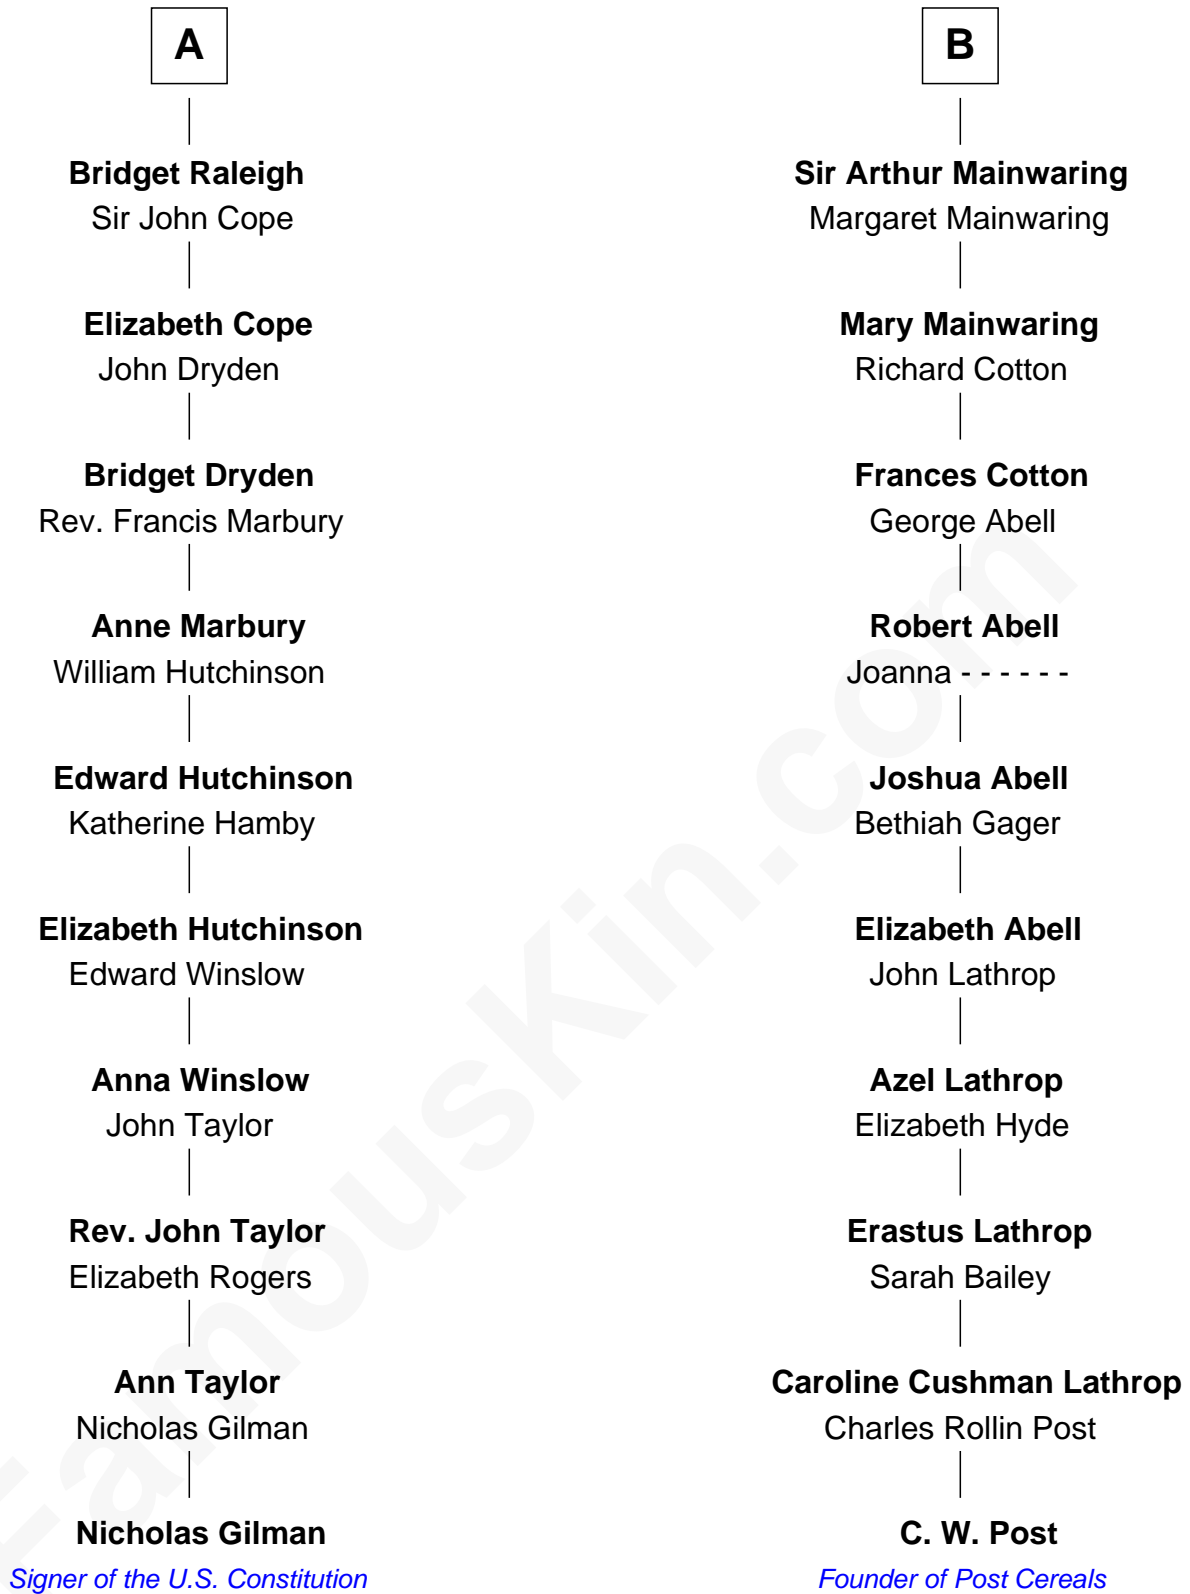 A
Bridget Raleigh
Sir John Cope
Elizabeth Cope
John Dryden
Bridget Dryden
Rev. Francis Marbury
Anne Marbury
William Hutchinson
Edward Hutchinson
Katherine Hamby
Elizabeth Hutchinson
Edward Winslow
Anna Winslow
John Taylor
Rev. John Taylor
Elizabeth Rogers
Ann Taylor
Nicholas Gilman
Nicholas Gilman
Signer of the U.S. Constitution
B
Sir Arthur Mainwaring
Margaret Mainwaring
Mary Mainwaring
Richard Cotton
Frances Cotton
George Abell
Robert Abell
Joanna - - - - - -
Joshua Abell
Bethiah Gager
Elizabeth Abell
John Lathrop
Azel Lathrop
Elizabeth Hyde
Erastus Lathrop
Sarah Bailey
Caroline Cushman Lathrop
Charles Rollin Post
C. W. Post
Founder of Post Cereals
FamousKin.com